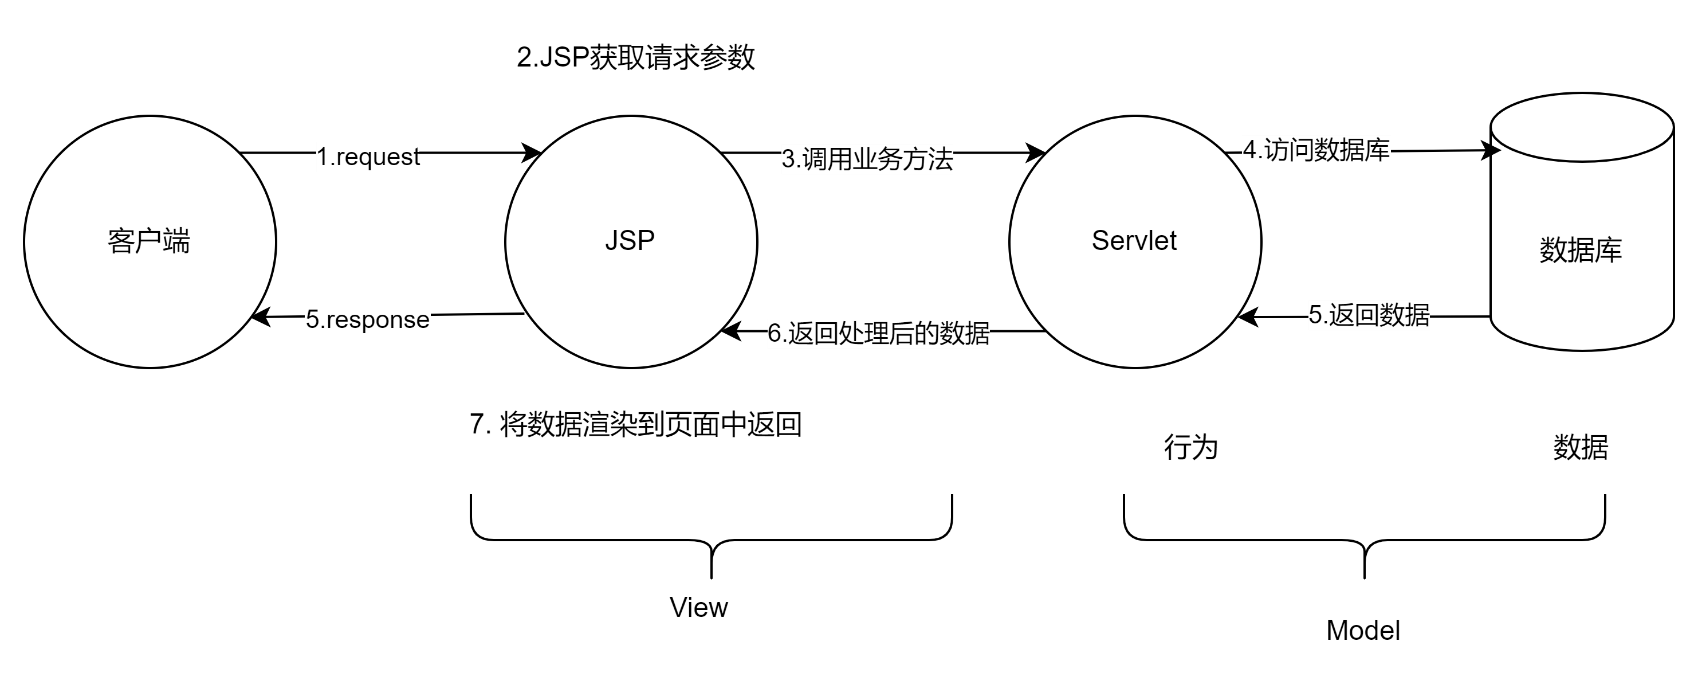 2.JSP获取请求参数
1.request
3.调用业务方法
4.访问数据库
客户端
JSP
Servlet
数据库
5.response
6.返回处理后的数据
5.返回数据
7. 将数据渲染到页面中返回
行为
数据
View
Model